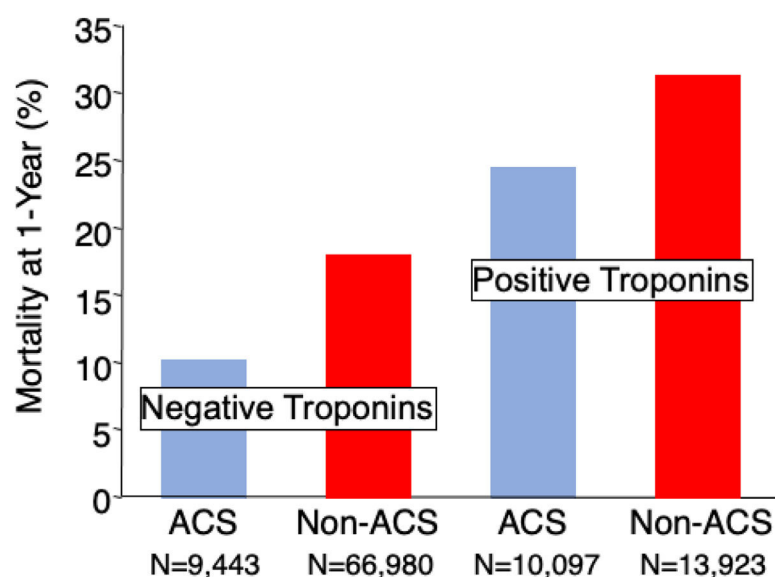 Mortality at 1-Year (%)
35
30
25
20
15
10
5
0
Positive Troponins
Negative Troponins
ACS Non-ACS ACS Non-ACS
N=9,443 N=66,980 N=10,097 N=13,923